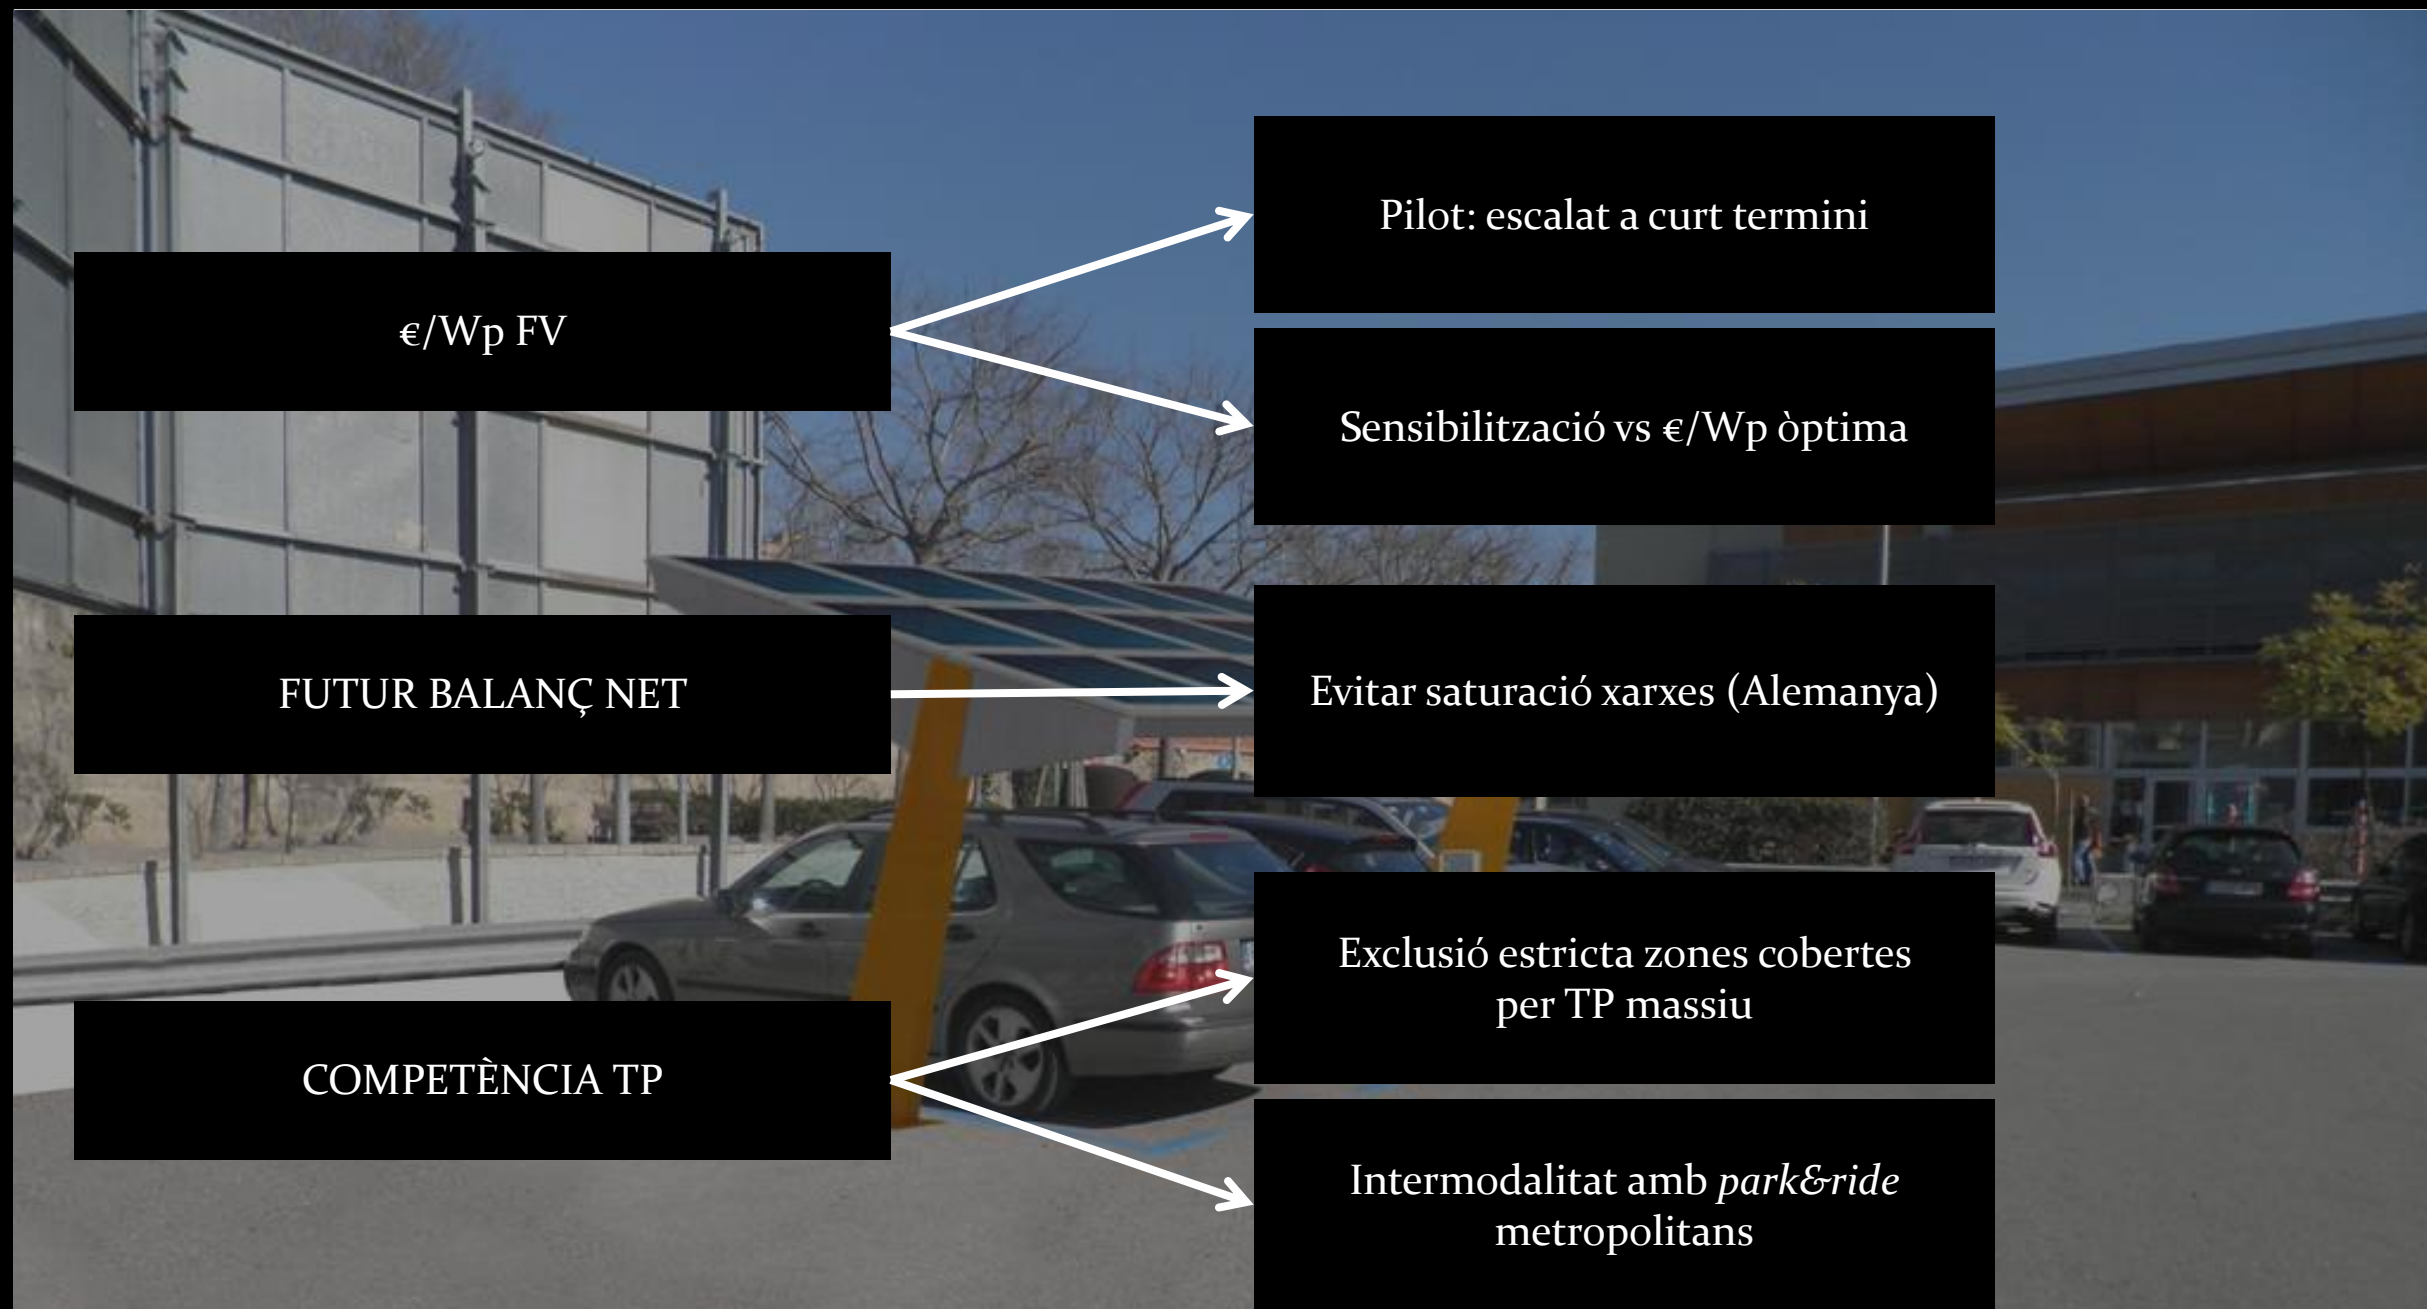 €/Wp FV
Pilot: escalat a curt termini
Sensibilització vs €/Wp òptima
FUTUR BALANÇ NET
Evitar saturació xarxes (Alemanya)
COMPETÈNCIA TP
Exclusió estricta zones cobertes
per TP massiu
Intermodalitat amb park&ride
metropolitans